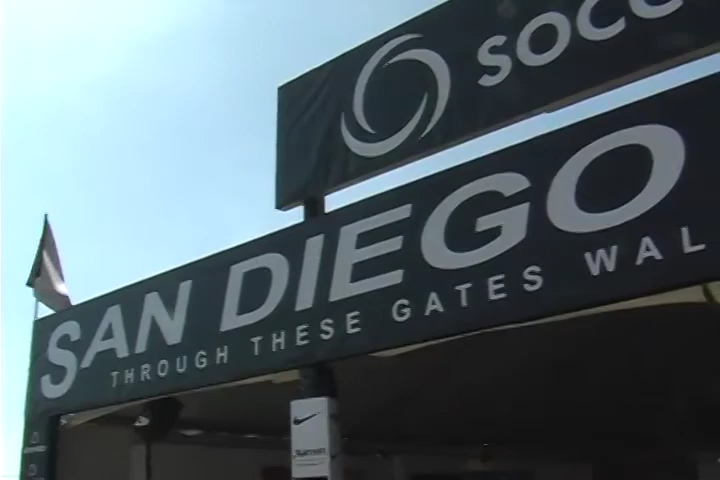 SOCC
SAN DIEGO
THROUGH THESE GATES WAL